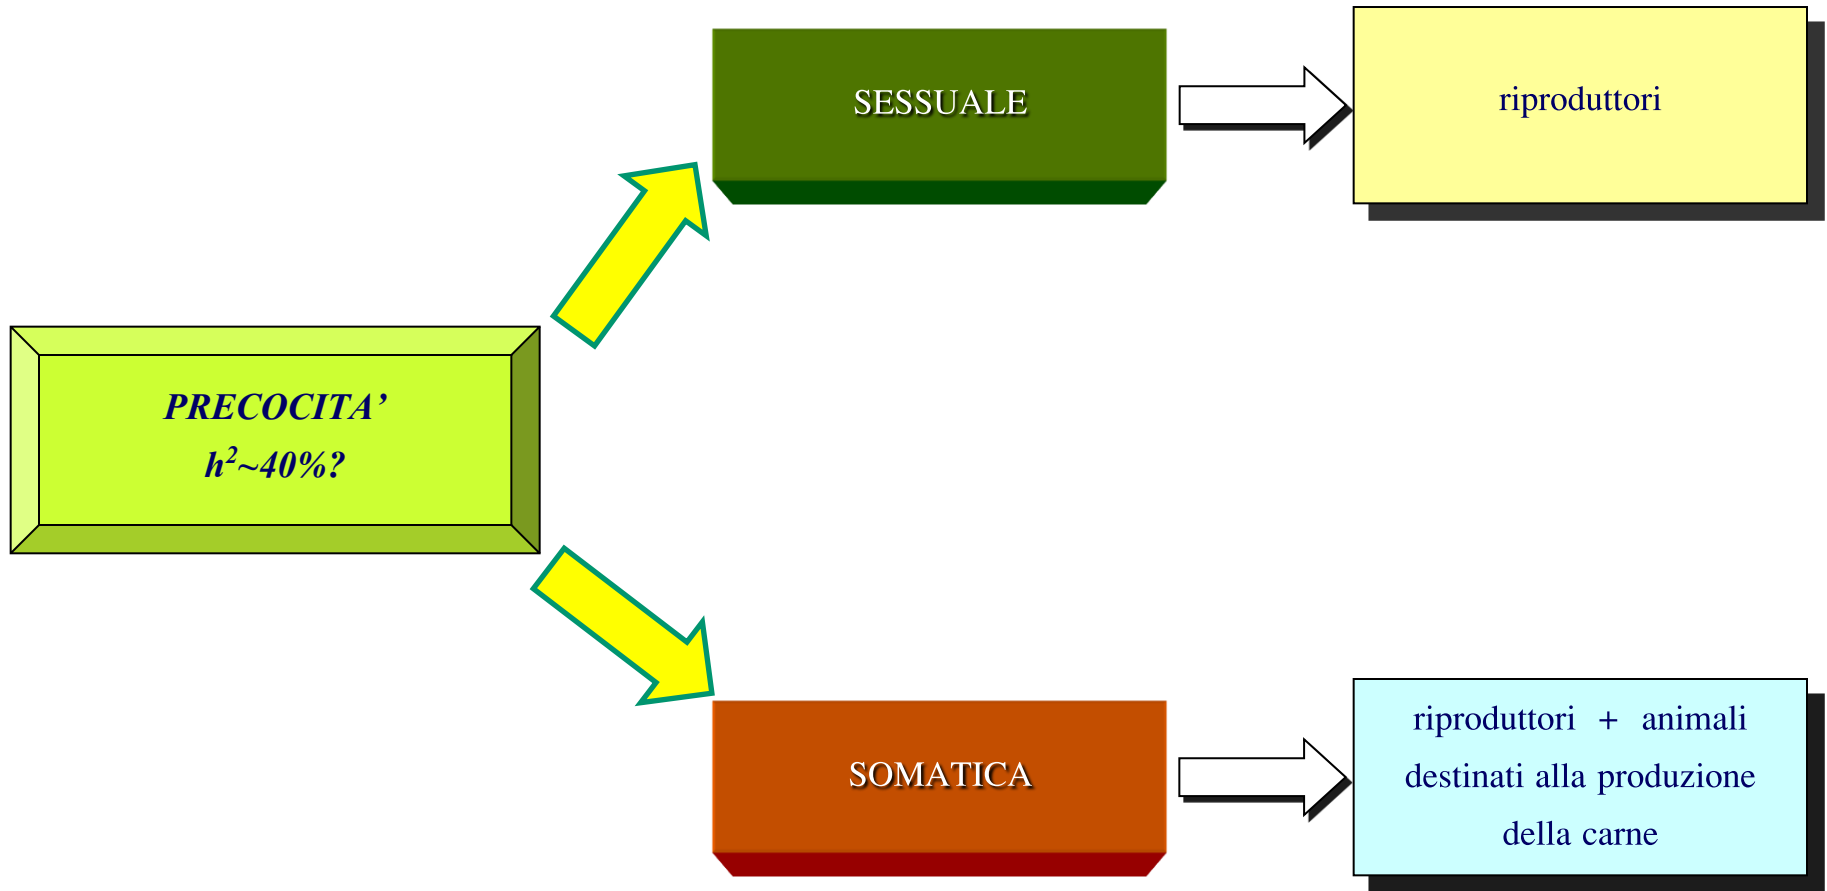 SESSUALE
riproduttori
PRECOCITA’
h²~40%?
SOMATICA
riproduttori + animali
destinati alla produzione
della carne